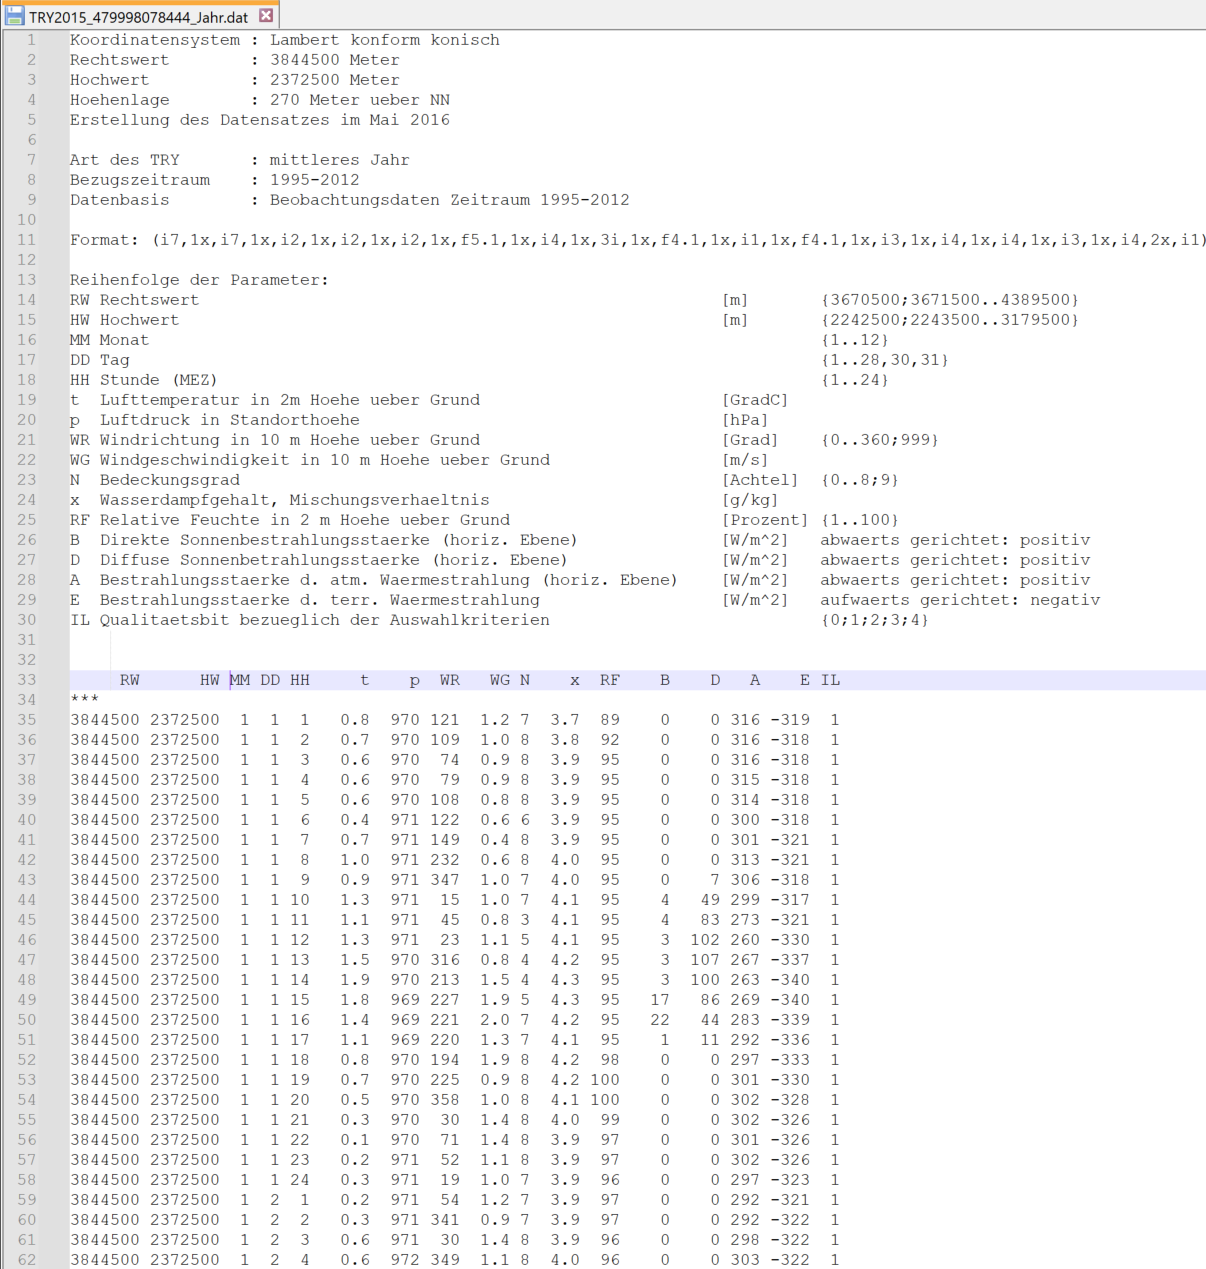 TRY2015_479998078444_Jahr.dat
1 Koordinatensystem : Lambert konform konisch
2 Rechtswert : 3844500 Meter
3 Hochwert : 2372500 Meter
4 Hoehenlage : 270 Meter ueber NN
5 Erstellung des Datensatzes im Mai 2016
6
7 Art des TRY : mittleres Jahr
8 Bezugszeitraum : 1995-2012
9 Datenbasis : Beobachtungsdaten Zeitraum 1995-2012
10
11 Format: (i7,1x,i7,1x,i2,1x,i2,1x,i2,1x,f5.1,1x,i4,1x,3i,1x,f4.1,1x,i1,1x,f4.1,1x,i3,1x,i4,1x,i4,1x,i3,1x,i4,2x,i1)
12
13 Reihenfolge der Parameter:
14 RW Rechtswert [m] {3670500;3671500..4389500}
15 HW Hochwert [m] {2242500;2243500..3179500}
16 MM Monat {1..12}
17 DD Tag {1..28,30,31}
18 HH Stunde (MEZ) {1..24}
19 t Lufttemperatur in 2m Hoehe ueber Grund [GradC]
20 p Luftdruck in Standorthoehe [hPa]
21 WR Windrichtung in 10 m Hoehe ueber Grund [Grad] {0..360;999}
22 WG Windgeschwindigkeit in 10 m Hoehe ueber Grund [m/s]
23 N Bedeckungsgrad [Achtel] {0..8;9}
24 x Wasserdampfgehalt, Mischungsverhaeltnis [g/kg]
25 RF Relative Feuchte in 2 m Hoehe ueber Grund [Prozent] {1..100}
26 B Direkte Sonnenbestrahlungsstaerke (horiz. Ebene) [W/m^2] abwaerts gerichtet: positiv
27 D Diffuse Sonnenbetrahlungsstaerke (horiz. Ebene) [W/m^2] abwaerts gerichtet: positiv
28 A Bestrahlungsstaerke d. atm. Waermestrahlung (horiz. Ebene) [W/m^2] abwaerts gerichtet: positiv
29 E Bestrahlungsstaerke d. terr. Waermestrahlung [W/m^2] aufwaerts gerichtet: negativ
30 IL Qualitaetsbit bezueglich der Auswahlkriterien {0;1;2;3;4}
31
32
33 RW HW MM DD HH t p WR WG N x RF B D A E IL
34 ***
35 3844500 2372500 1 1 1 0.8 970 121 1.2 7 3.7 89 0 0 316 -319 1
36 3844500 2372500 1 1 2 0.7 970 109 1.0 8 3.8 92 0 0 316 -318 1
37 3844500 2372500 1 1 3 0.6 970 74 0.9 8 3.9 95 0 0 316 -318 1
38 3844500 2372500 1 1 4 0.6 970 79 0.9 8 3.9 95 0 0 315 -318 1
39 3844500 2372500 1 1 5 0.6 970 108 0.8 8 3.9 95 0 0 314 -318 1
40 3844500 2372500 1 1 6 0.4 971 122 0.6 6 3.9 95 0 0 300 -318 1
41 3844500 2372500 1 1 7 0.7 971 149 0.4 8 3.9 95 0 0 301 -321 1
42 3844500 2372500 1 1 8 1.0 971 232 0.6 8 4.0 95 0 0 313 -321 1
43 3844500 2372500 1 1 9 0.9 971 347 1.0 7 4.0 95 0 7 306 -318 1
44 3844500 2372500 1 1 10 1.3 971 15 1.0 7 4.1 95 4 49 299 -317 1
45 3844500 2372500 1 1 11 1.1 971 45 0.8 3 4.1 95 4 83 273 -321 1
46 3844500 2372500 1 1 12 1.3 971 23 1.1 5 4.1 95 3 102 260 -330 1
47 3844500 2372500 1 1 13 1.5 970 316 0.8 4 4.2 95 3 107 267 -337 1
48 3844500 2372500 1 1 14 1.9 970 213 1.5 4 4.3 95 3 100 263 -340 1
49 3844500 2372500 1 1 15 1.8 969 227 1.9 5 4.3 95 17 86 269 -340 1
50 3844500 2372500 1 1 16 1.4 969 221 2.0 7 4.2 95 22 44 283 -339 1
51 3844500 2372500 1 1 17 1.1 969 220 1.3 7 4.1 95 1 11 292 -336 1
52 3844500 2372500 1 1 18 0.8 970 194 1.9 8 4.2 98 0 0 297 -333 1
53 3844500 2372500 1 1 19 0.7 970 225 0.9 8 4.2 100 0 0 301 -330 1
54 3844500 2372500 1 1 20 0.5 970 358 1.0 8 4.1 100 0 0 302 -328 1
55 3844500 2372500 1 1 21 0.3 970 30 1.4 8 4.0 99 0 0 302 -326 1
56 3844500 2372500 1 1 22 0.1 970 71 1.4 8 3.9 97 0 0 301 -326 1
57 3844500 2372500 1 1 23 0.2 971 52 1.1 8 3.9 97 0 0 302 -326 1
58 3844500 2372500 1 1 24 0.3 971 19 1.0 7 3.9 96 0 0 297 -323 1
59 3844500 2372500 1 2 1 0.2 971 54 1.2 7 3.9 97 0 0 292 -321 1
60 3844500 2372500 1 2 2 0.3 971 341 0.9 7 3.9 97 0 0 292 -322 1
61 3844500 2372500 1 2 3 0.6 971 30 1.4 8 3.9 96 0 0 298 -322 1
62 3844500 2372500 1 2 4 0.6 972 349 1.1 8 4.0 96 0 0 303 -322 1